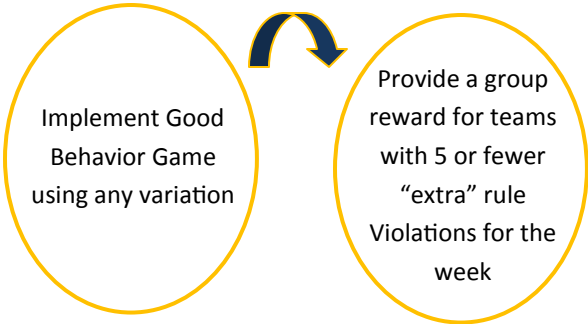 Implement Good
Behavior Game
using any variation
Provide a group
reward for teams
with 5 or fewer
“extra” rule
Violations for the
week